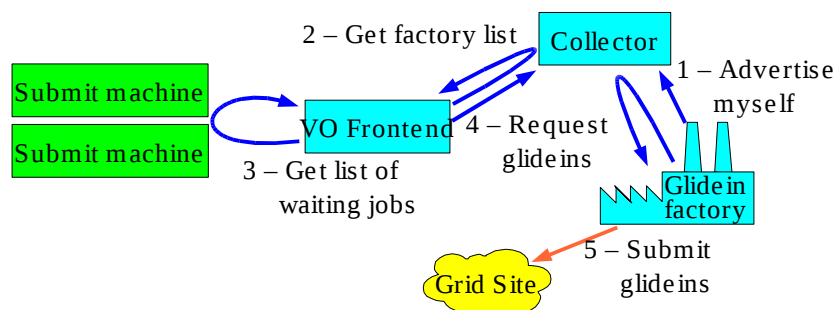 2 – Get factory list
Collector
1 – Advertise
myself
Submit machine
Submit machine
VO Frontend
4 – Request
glideins
3 – Get list of
waiting jobs
Glidein
factory
5 – Submit
glideins
Grid Site